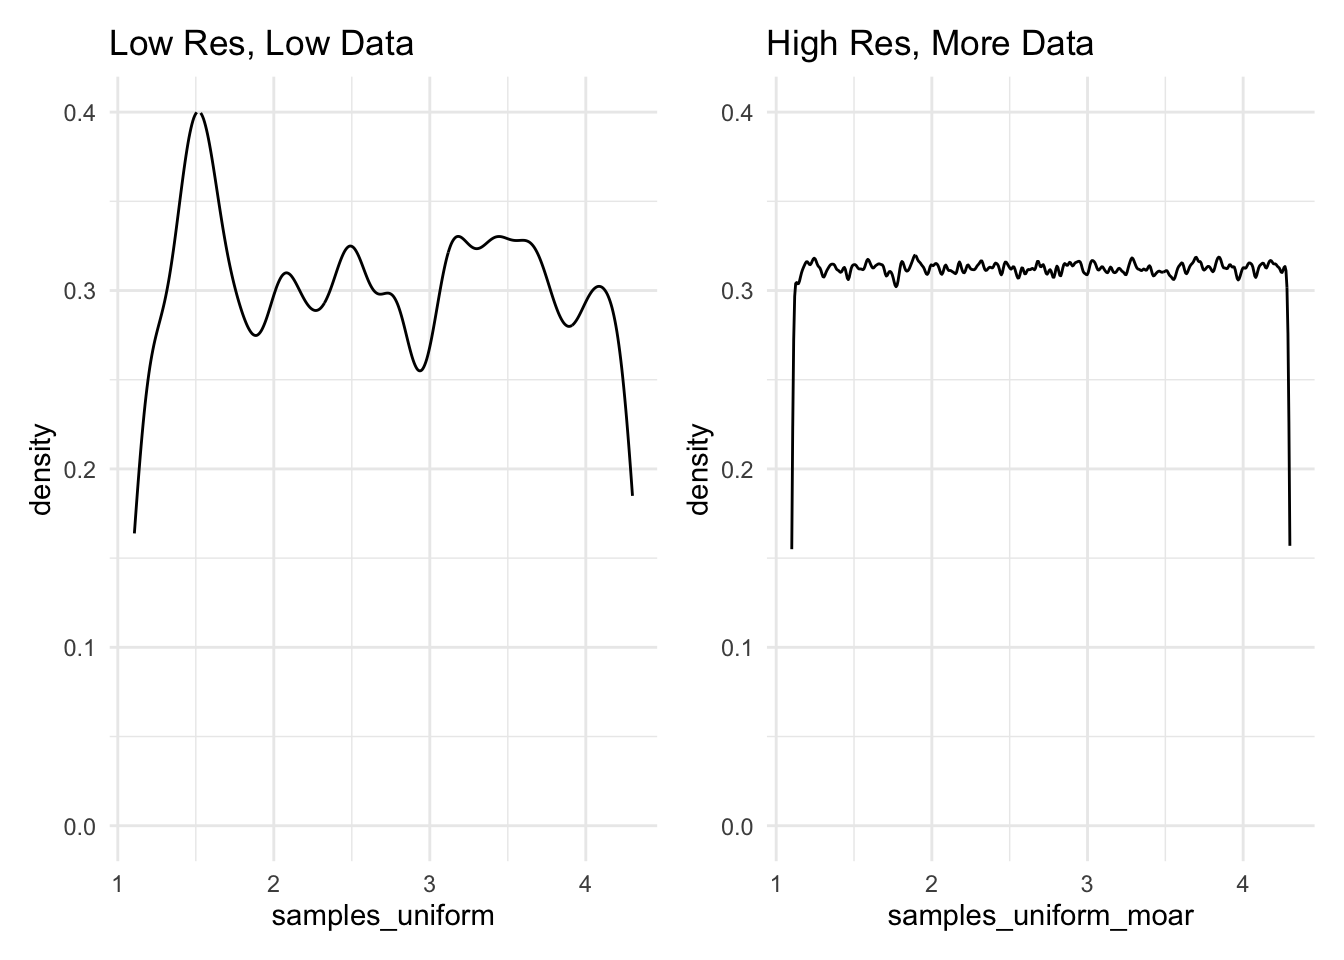 Low Res, Low Data
0.4
0.3
0.2
0.1
0.0
density
1 2 3 4
samples_uniform
High Res, More Data
0.4
0.3
0.2
0.1
0.0
density
1 2 3 4
samples_uniform_moar